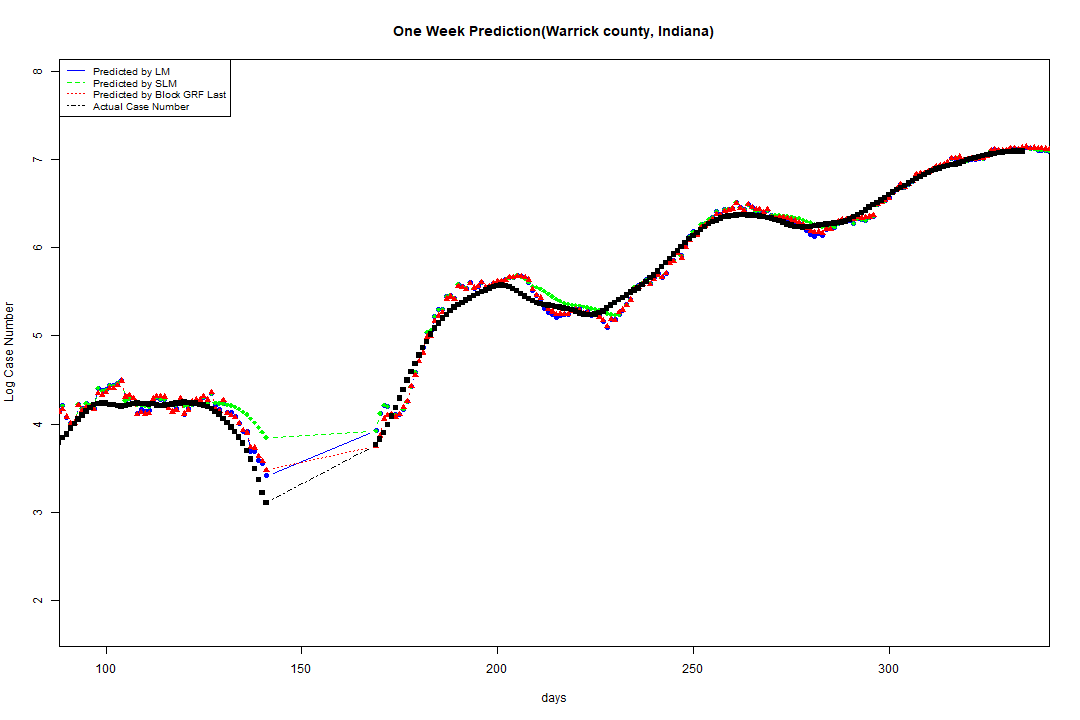 One Week Prediction(Warrick county, Indiana)
Predicted by LM
Predicted by SLM
Predicted by Block GRF Last
Actual Case Number
8
7
6
5
4
3
2
Log Case Number
100 150 200 250 300
days